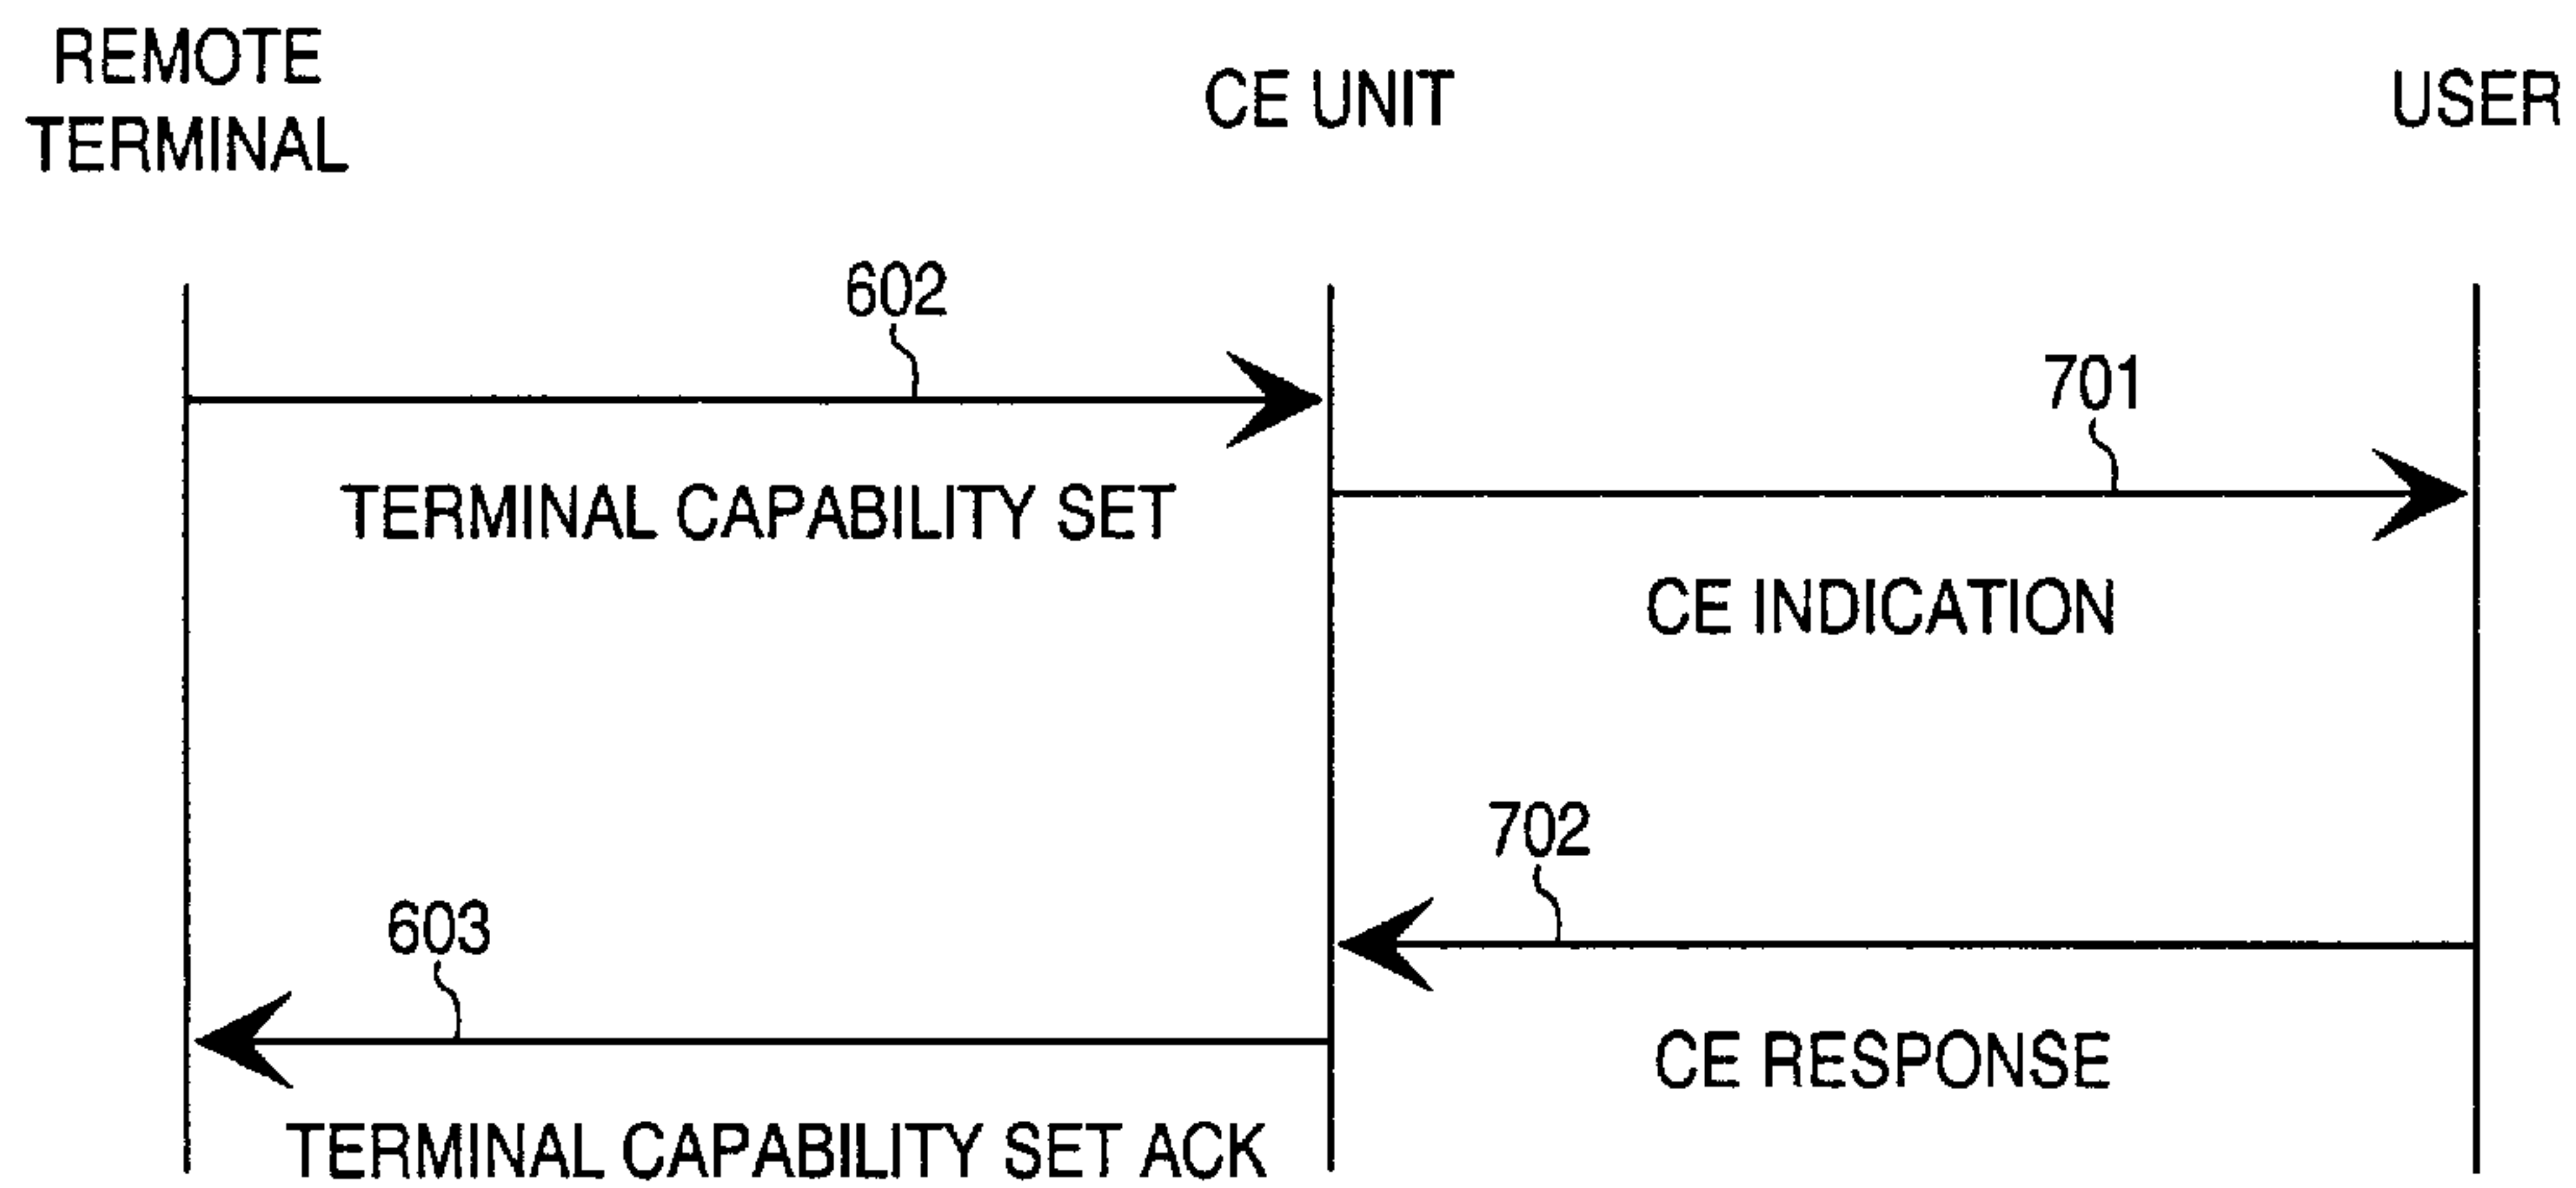 REMOTE
TERMINAL
CE UNIT
USER
602
701
TERMINAL CAPABILITY SET
CE INDICATION
702
603
CE RESPONSE
TERMINAL CAPABILITY SET ACK